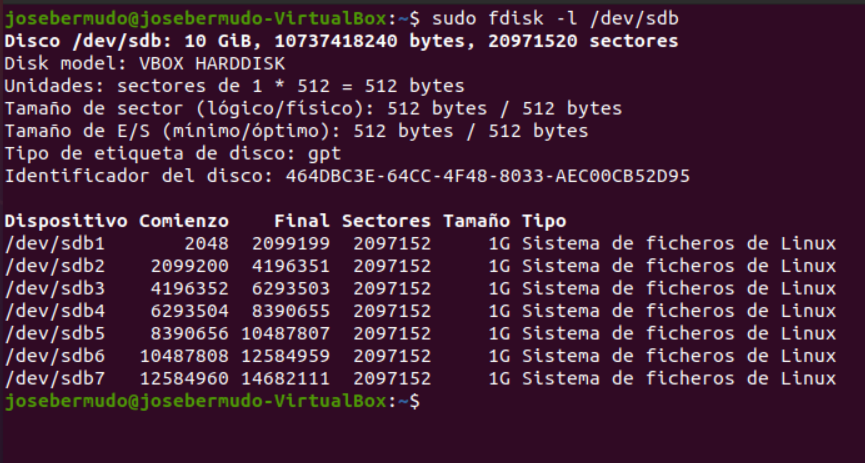 josebermudo@josebermudo-VirtualBox:~$ sudo fdisk -l /dev/sdb
Disco /dev/sdb: 10 GiB, 10737418240 bytes, 20971520 sectores
Disk model: VBOX HARDDISK
Unidades: sectores de 1 * 512 = 512 bytes
Tamaño de sector (lógico/físico): 512 bytes / 512 bytes
Tamaño de E/S (mínimo/óptimo): 512 bytes / 512 bytes
Tipo de etiqueta de disco: gpt
Identificador del disco: 464DBC3E-64CC-4F48-8033-AEC00CB52D95

Dispositivo Comienzo    Final Sectores Tamaño Tipo
/dev/sdb1       2048  2099199  2097152     1G Sistema de ficheros de Linux
/dev/sdb2    2099200  4196351  2097152     1G Sistema de ficheros de Linux
/dev/sdb3    4196352  6293503  2097152     1G Sistema de ficheros de Linux
/dev/sdb4    6293504  8390655  2097152     1G Sistema de ficheros de Linux
/dev/sdb5    8390656 10487807  2097152     1G Sistema de ficheros de Linux
/dev/sdb6   10487808 12584959  2097152     1G Sistema de ficheros de Linux
/dev/sdb7   12584960 14682111  2097152     1G Sistema de ficheros de Linux
josebermudo@josebermudo-VirtualBox:~$